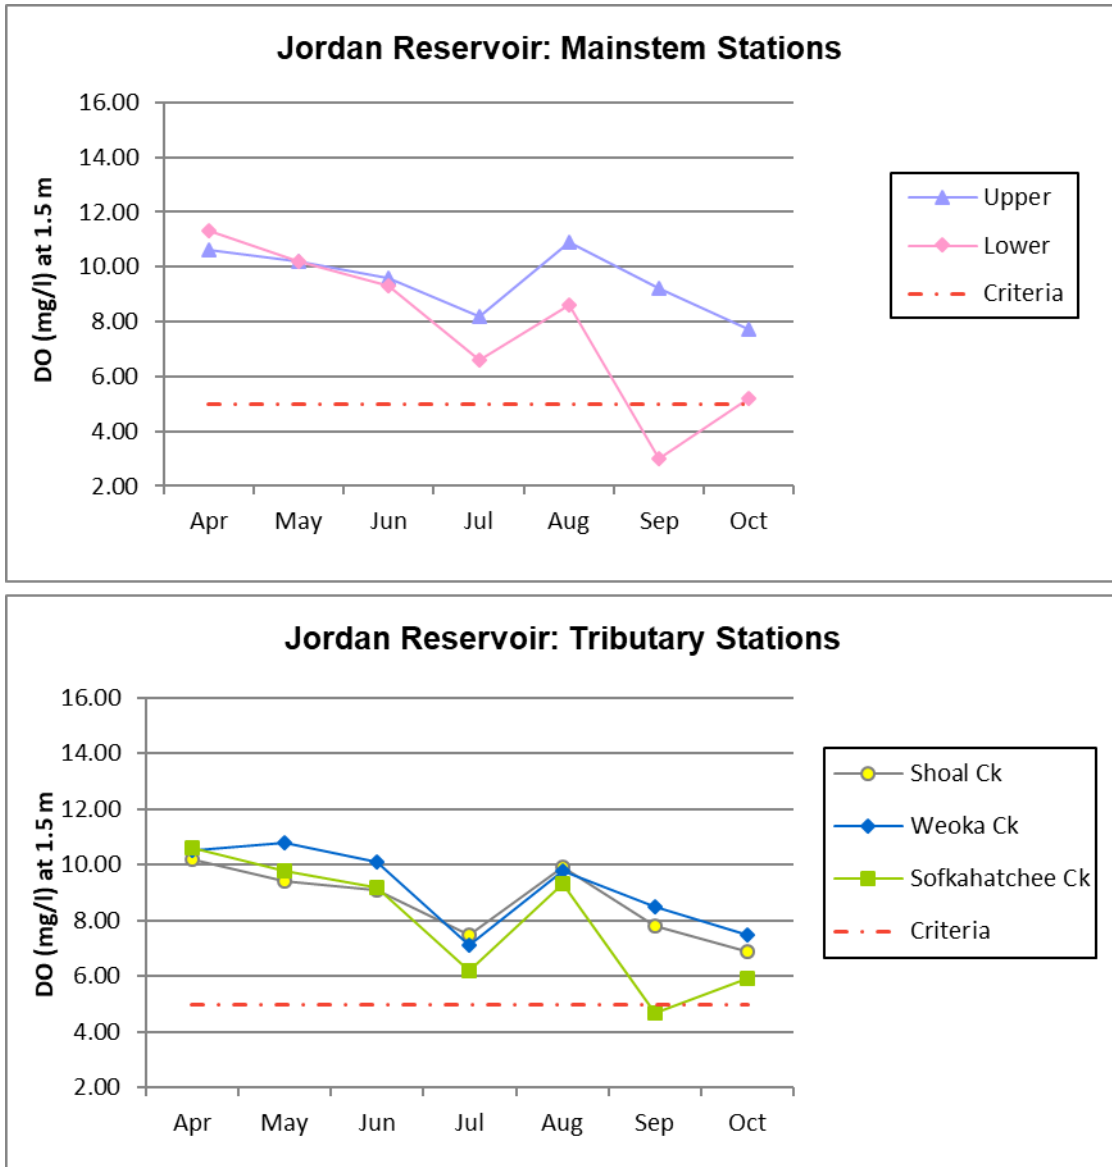 Jordan Reservoir: Mainstem Stations
DO (mg/l) at 1.5 m
16.00
14.00
12.00
10.00
8.00
6.00
4.00
2.00
Apr May Jun Jul Aug Sep Oct
Upper
Lower
Criteria
Jordan Reservoir: Tributary Stations
DO (mg/l) at 1.5 m
16.00
14.00
12.00
10.00
8.00
6.00
4.00
2.00
Apr May Jun Jul Aug Sep Oct
Shoal Ck
Weoka Ck
Sofkahatchee Ck
Criteria